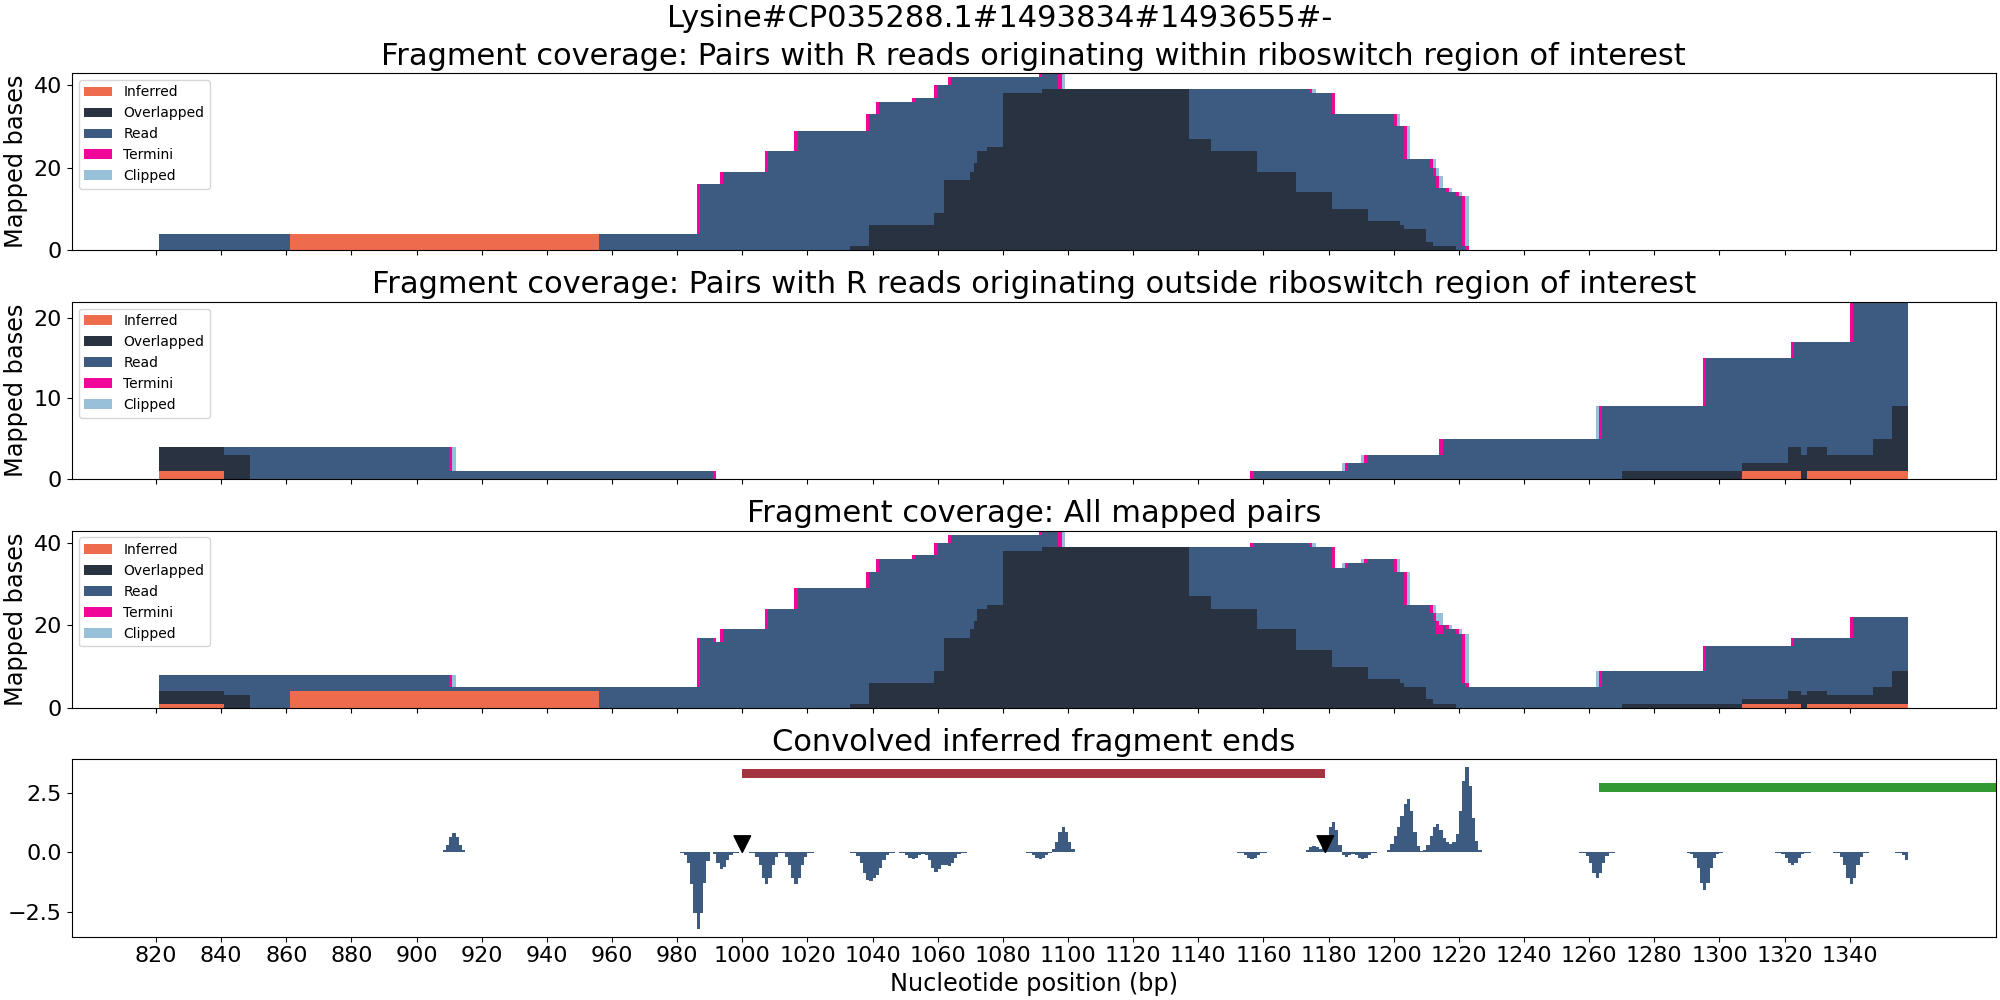 Lysine#CP035288.1#1493834#1493655#-
Fragment coverage: Pairs with R reads originating within riboswitch region of interest
Mapped bases
40
20
0
Inferred
Overlapped
Read
Termini
Clipped
Fragment coverage: Pairs with R reads originating outside riboswitch region of interest
Mapped bases
20
10
0
Inferred
Overlapped
Read
Termini
Clipped
Fragment coverage: All mapped pairs
Mapped bases
40
20
0
Inferred
Overlapped
Read
Termini
Clipped
Convolved inferred fragment ends
2.5
0.0
−2.5
820 840 860 880 900 920 940 960 980 1000 1020 1040 1060 1080 1100 1120 1140 1160 1180 1200 1220 1240 1260 1280 1300 1320 1340
Nucleotide position (bp)